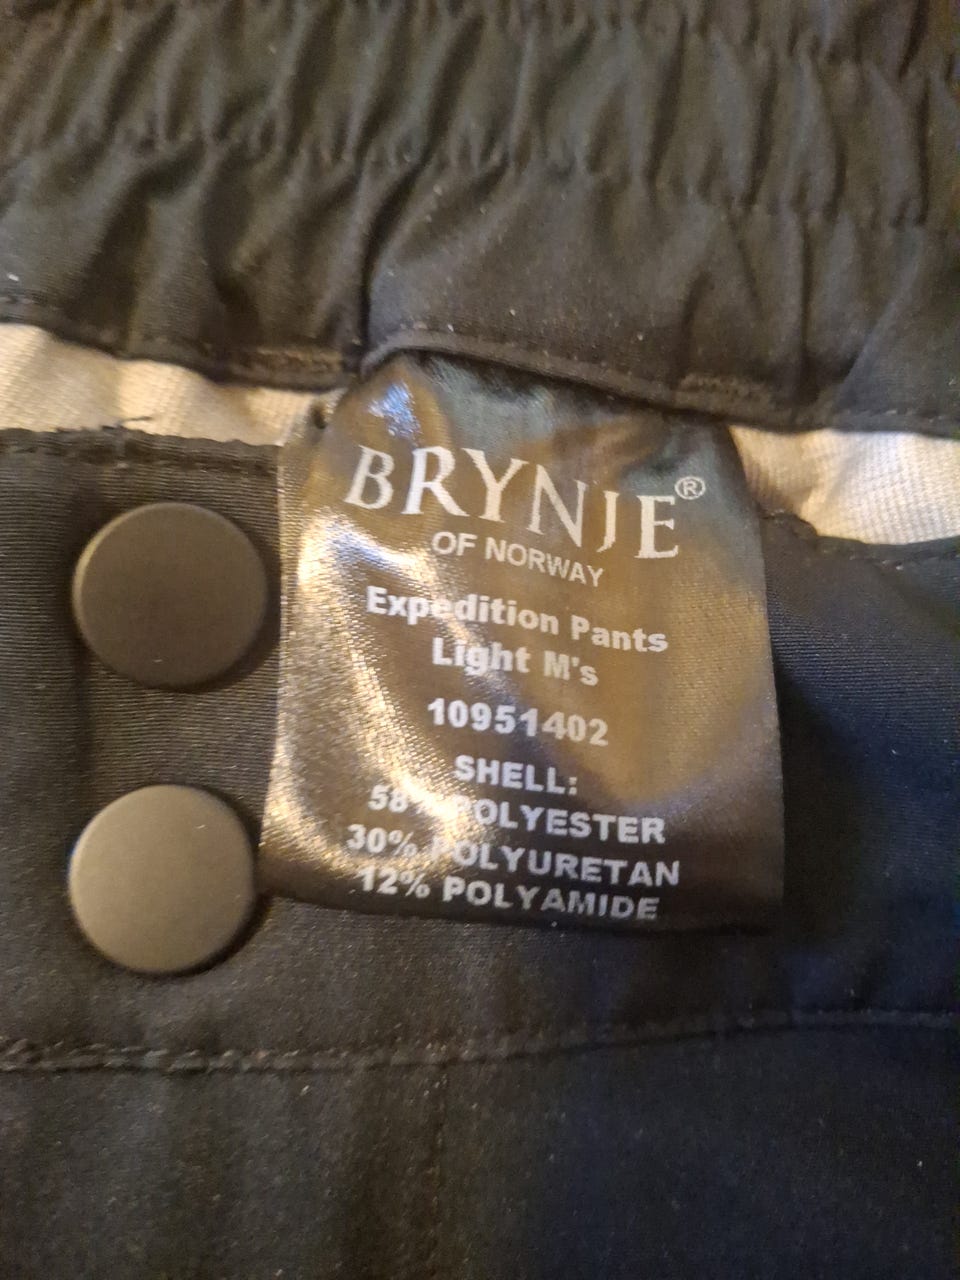 BRYNJE®
OF NORWAY
Expedition Pants
Light M's
10951402
SHELL:
58% POLYESTER
30% POLYURETAN
12% POLYAMIDE